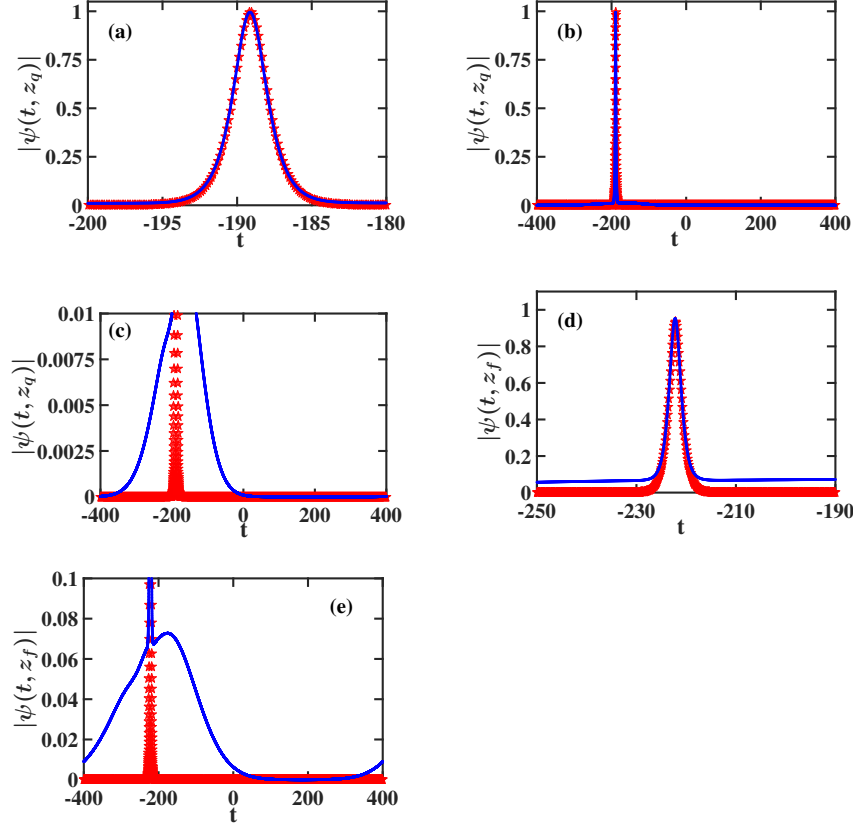 (a)
|ψ(t, z_q)|
1
0.75
0.5
0.25
0
-200 -195 -190 -185 -180
t
(b)
|ψ(t, z_q)|
1
0.75
0.5
0.25
0
-400 -200 0 200 400
t
(c)
|ψ(t, z_q)|
0.01
0.0075
0.005
0.0025
0
-400 -200 0 200 400
t
(d)
|ψ(t, z_f)|
1
0.8
0.6
0.4
0.2
0
-250 -230 -210 -190
t
(e)
|ψ(t, z_f)|
0.1
0.08
0.06
0.04
0.02
0
-400 -200 0 200 400
t